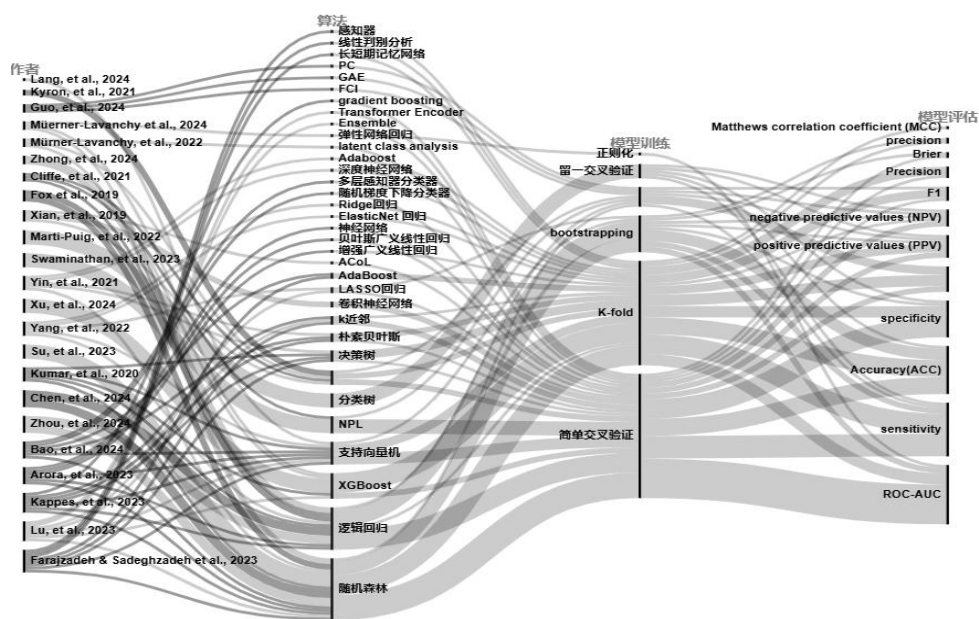 作者
Lang, et al., 2024
Kyron, et al., 2021
Guo, et al., 2024
Müerner-Lavanchy et al., 2024
Mürner-Lavanchy et al., 2022
Zhong, et al., 2024
Cliffe, et al., 2021
Fox et al., 2019
Xian, et al., 2019
Marti-Puig, et al., 2022
Swaminathan, et al., 2023
Yin, et al., 2021
Xu, et al., 2024
Yang, et al., 2022
Su, et al., 2023
Kumar, et al., 2020
Chen, et al., 2024
Zhou, et al., 2024
Bao, et al., 2024
Arora, et al., 2023
Kappes, et al., 2023
Lu, et al., 2023
Farajzadeh & Sadeghzadeh et al., 2023
算法
感知器
线性判别分析
长短期记忆网络
PC
GAE
FCI
gradient boosting
Transformer Encoder
Ensemble
弹性网络回归
latent class analysis
Adaboost
深度神经网络
多层感知器分类器
随机梯度下降分类器
Ridge回归
ElasticNet 回归
神经网络
贝叶斯广义线性回归
增强广义线性回归
ACoL
AdaBoost
LASSO回归
卷积神经网络
k近邻
朴素贝叶斯
决策树
分类树
NPL
支持向量机
XGBoost
逻辑回归
随机森林
模型训练
正则化
留一交叉验证
bootstrapping
K-fold
简单交叉验证
模型评估
Matthews correlation coefficient (MCC)
precision
Brier
Precision
F1
negative predictive values (NPV)
positive predictive values (PPV)
specificity
Accuracy(ACC)
sensitivity
ROC-AUC